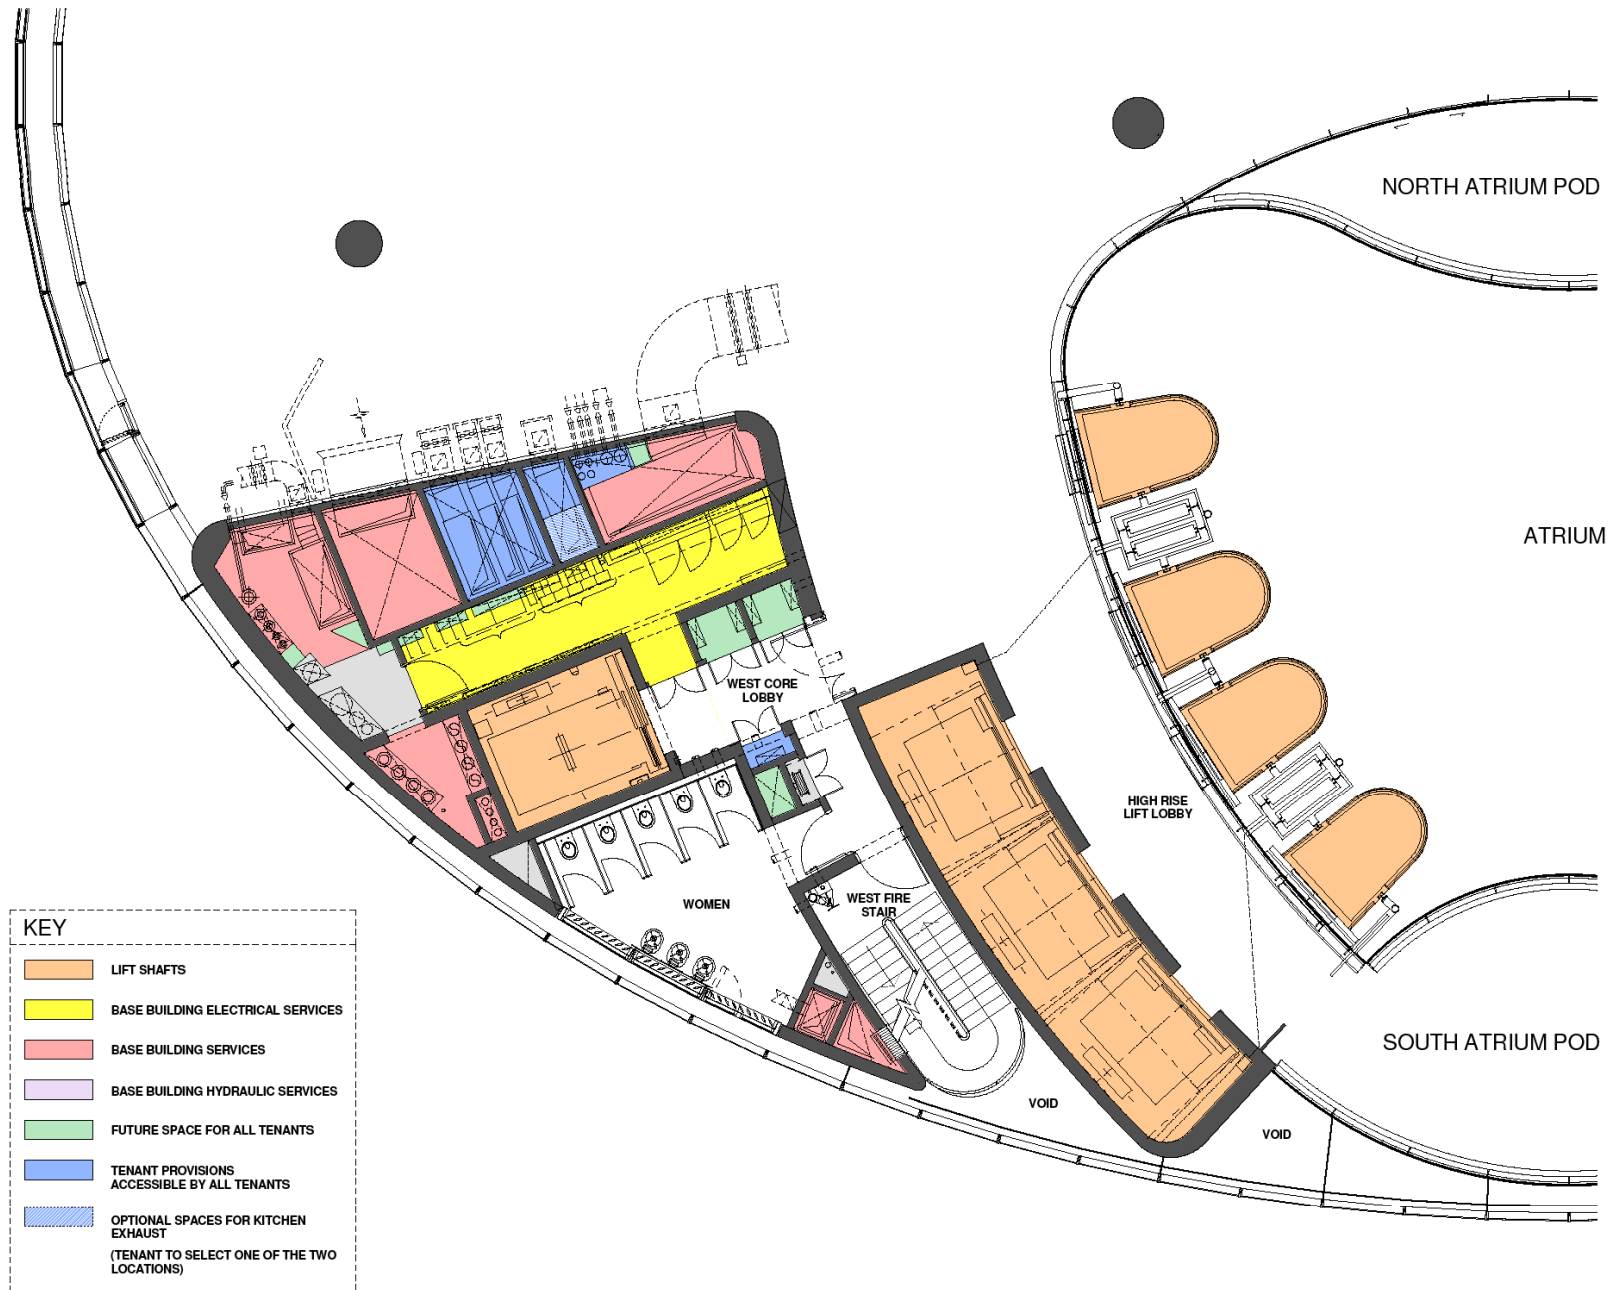 NORTH ATRIUM POD
ATRIUM
WEST CORE
LOBBY
HIGH RISE
LIFT LOBBY
WOMEN
WEST FIRE
STAIR
SOUTH ATRIUM POD
VOID
VOID
KEY
LIFT SHAFTS
BASE BUILDING ELECTRICAL SERVICES
BASE BUILDING SERVICES
BASE BUILDING HYDRAULIC SERVICES
FUTURE SPACE FOR ALL TENANTS
TENANT PROVISIONS
ACCESSIBLE BY ALL TENANTS
OPTIONAL SPACES FOR KITCHEN
EXHAUST
(TENANT TO SELECT ONE OF THE TWO
LOCATIONS)